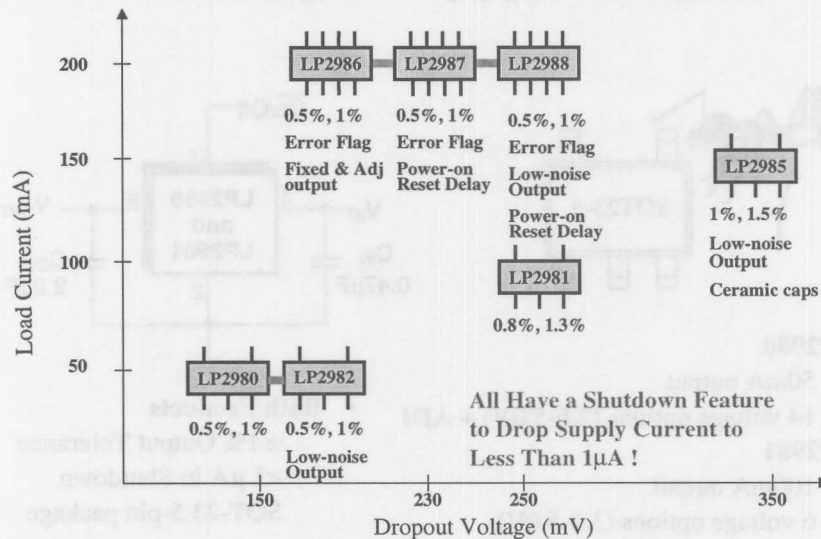 Load Current (mA)
200
150
100
50
LP2986
0.5%, 1%
Error Flag
Fixed & Adj
output
LP2987
0.5%, 1%
Error Flag
Power-on
Reset Delay
LP2988
0.5%, 1%
Error Flag
Low-noise
Output
Power-on
Reset Delay
LP2985
1%, 1.5%
Low-noise
Output
Ceramic caps
LP2981
0.8%, 1.3%
LP2980
0.5%, 1%
LP2982
0.5%, 1%
Low-noise
Output
All Have a Shutdown Feature
to Drop Supply Current to
Less Than 1µA !
150
230
250
350
Dropout Voltage (mV)